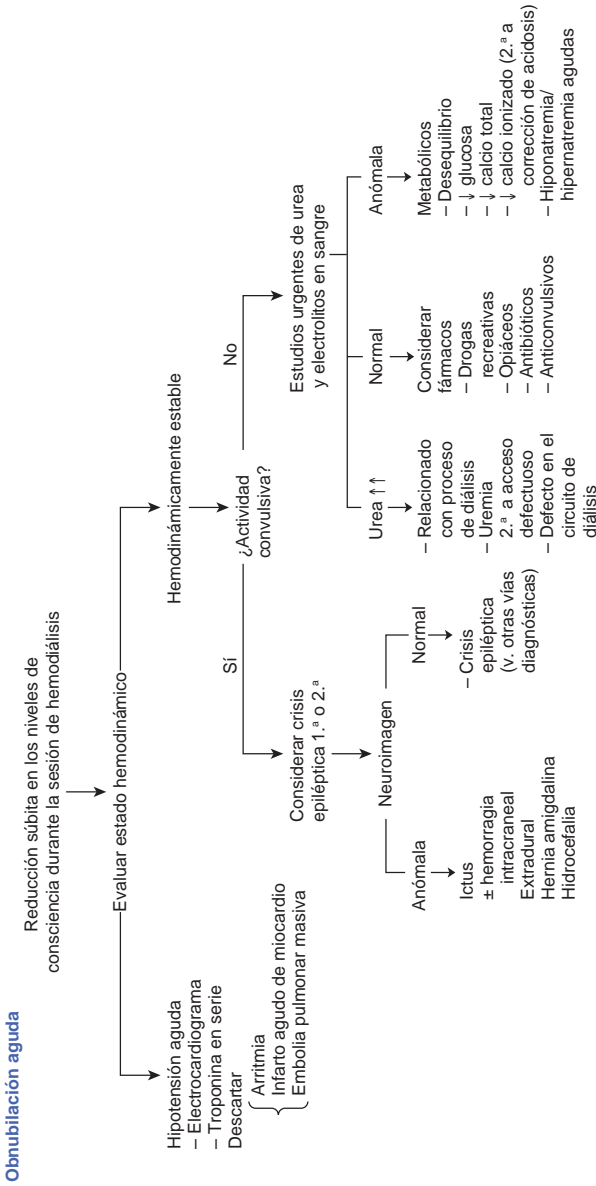 Obnubilación aguda
Reducción súbita en los niveles de
consciencia durante la sesión de hemodiálisis
Evaluar estado hemodinámico
Hipotensión aguda
– Electrocardiograma
– Troponina en serie
Descartar
Arritmia
Infarto agudo de miocardio
Embolia pulmonar masiva
Hemodinámicamente estable
¿Actividad
convulsiva?
Sí
No
Considerar crisis
epiléptica 1.ª o 2.ª
Neuroimagen
Anómala
Ictus
± hemorragia
intracraneal
Extradural
Hernia amigdalina
Hidrocefalia
Normal
– Crisis
epiléptica
(v. otras vías
diagnósticas)
Estudios urgentes de urea
y electrolitos en sangre
Urea ↑↑
– Relacionado
con proceso
de diálisis
– Uremia
2.ª a acceso
defectuoso
– Defecto en el
circuito de
diálisis
Normal
Considerar
fármacos
– Drogas
recreativas
– Opiáceos
– Antibióticos
– Anticonvulsivos
Anómala
Metabólicos
– Desequilibrio
– ↓ glucosa
– ↓ calcio total
– ↓ calcio ionizado (2.ª a
corrección de acidosis)
– Hiponatremia/
hipernatremia agudas